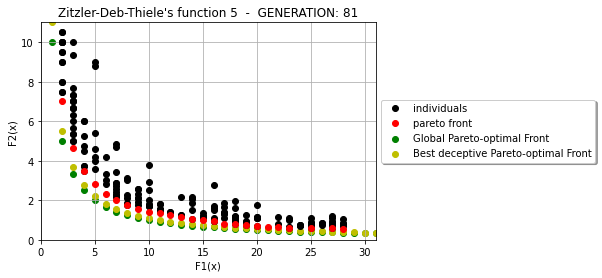 Zitzler-Deb-Thiele's function 5 - GENERATION: 81
F2(x)
10
8
6
4
2
0
0 5 10 15 20 25 30
F1(x)
individuals
pareto front
Global Pareto-optimal Front
Best deceptive Pareto-optimal Front